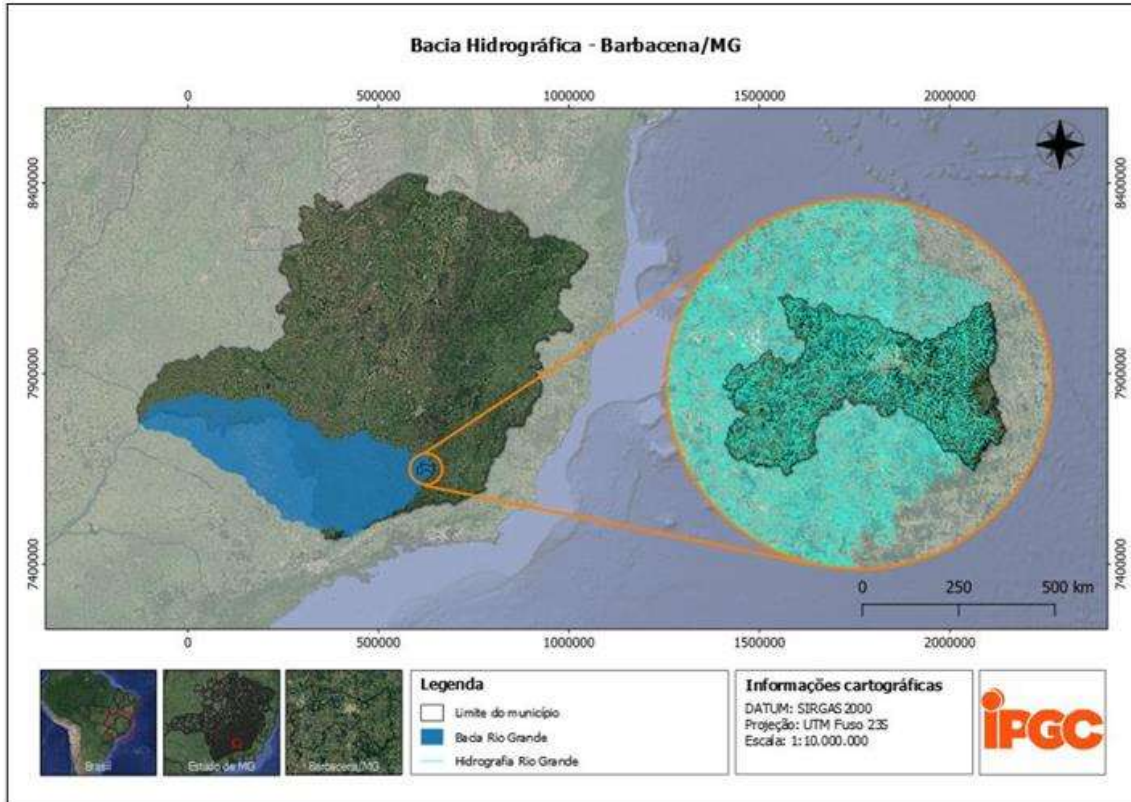 Bacia Hidrográfica - Barbacena/MG
0 500000 1000000 1500000 2000000
8400000 8400000
7900000 7900000
7400000 7400000
0 250 500 km
0 500000 1000000 1500000 2000000
Legenda
Limite do município
Bacia Rio Grande
Hidrografia Rio Grande
Informações cartográficas
DATUM: SIRGAS2000
Projeção: UTM Fuso 23S
Escala: 1:10.000.000
iPGC
Brasil
Estado de MG
Barbacena/MG